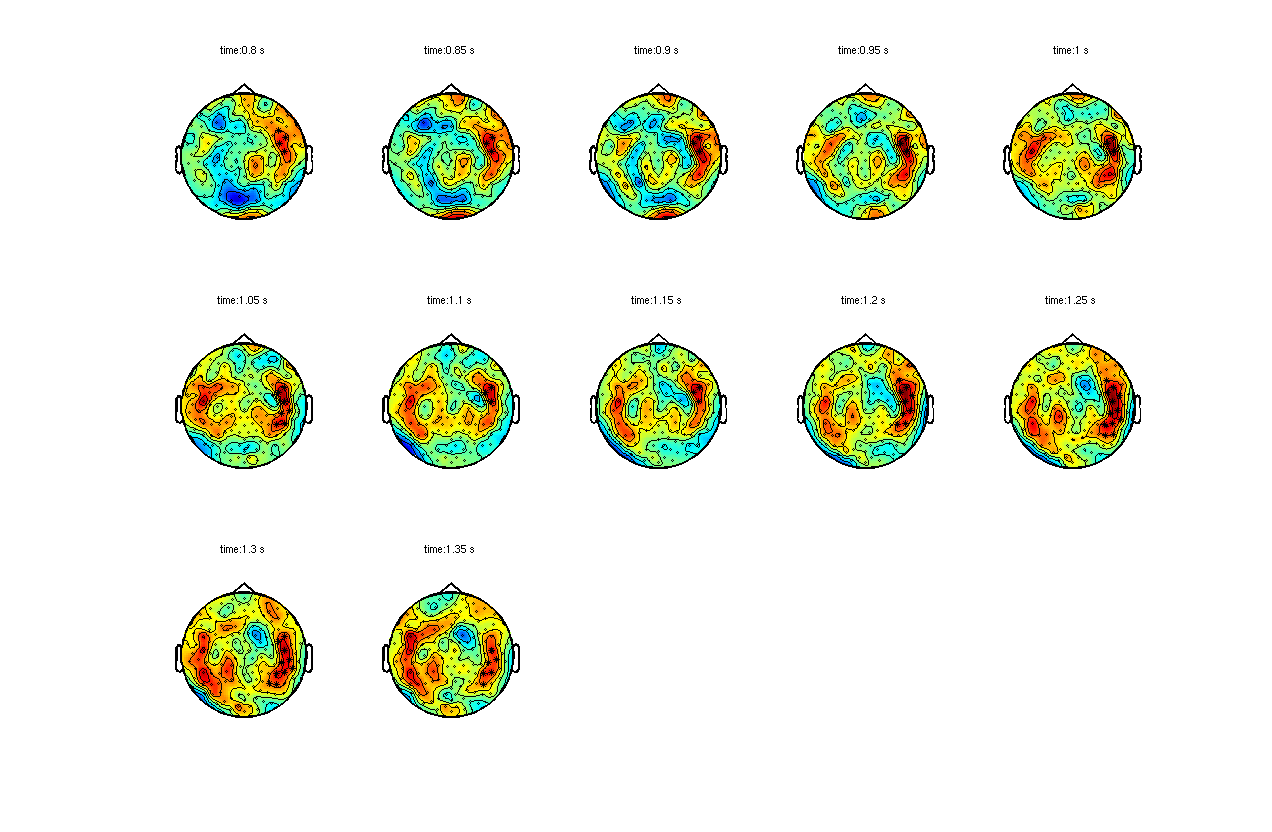 time:0.8 s
time:0.85 s
time:0.9 s
time:0.95 s
time:1 s
time:1.05 s
time:1.1 s
time:1.15 s
time:1.2 s
time:1.25 s
time:1.3 s
time:1.35 s